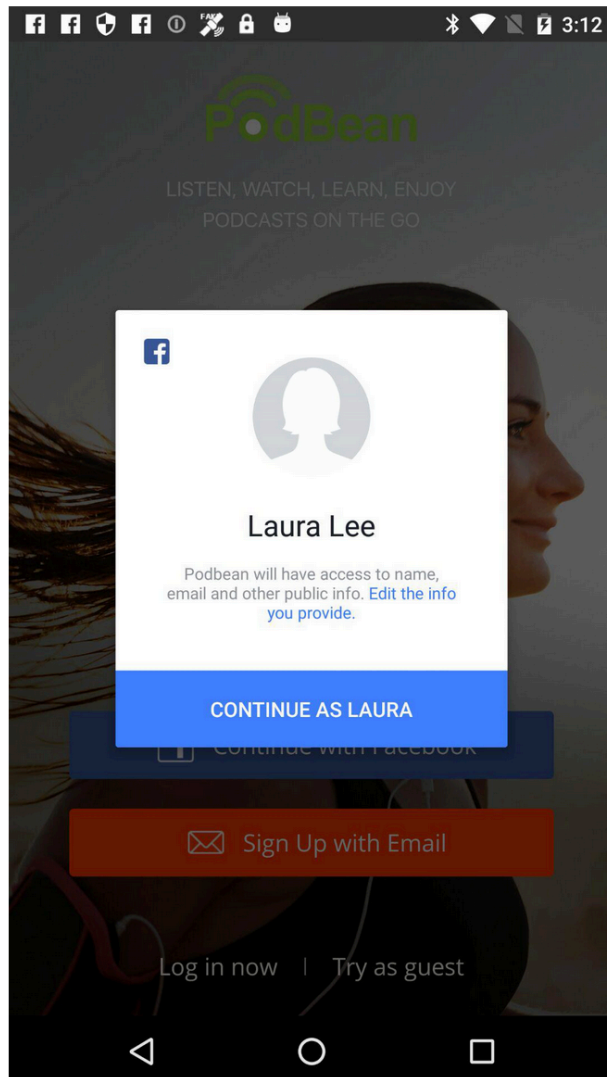 3:12
PodBean
LISTEN, WATCH, LEARN, ENJOY
PODCASTS ON THE GO
Laura Lee
Podbean will have access to name,
email and other public info. Edit the info
you provide.
CONTINUE AS LAURA
Continue with Facebook
Sign Up with Email
Log in now | Try as guest